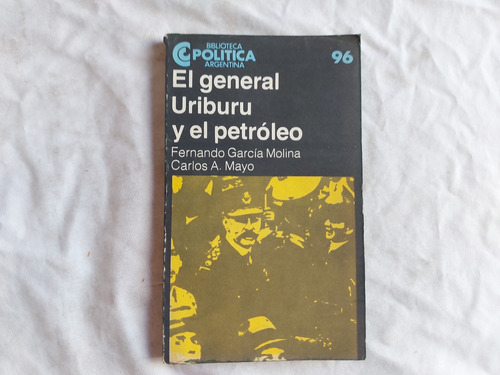 BIBLIOTECA
POLITICA
ARGENTINA
96
El general
Uriburu
y el petróleo
Fernando García Molina
Carlos A. Mayo